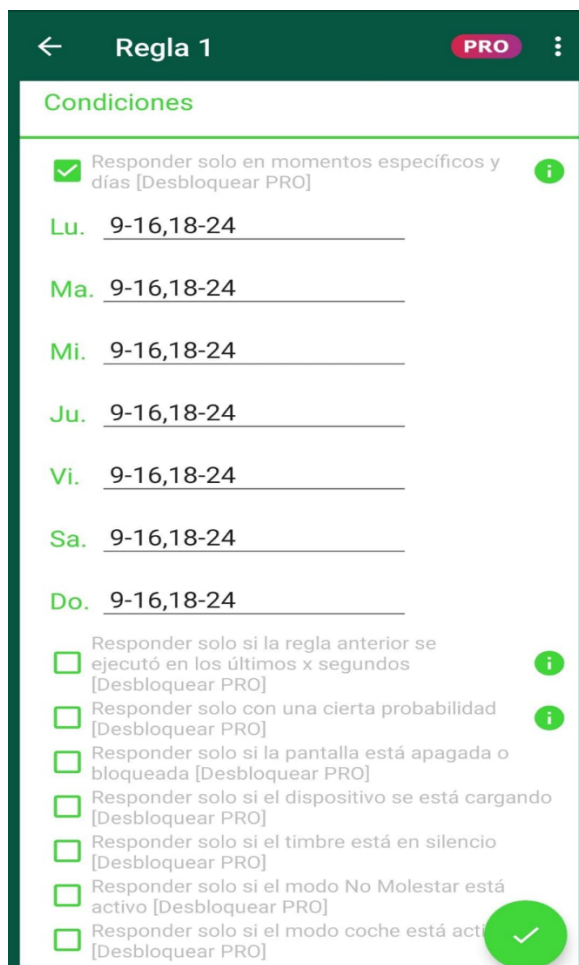 Regla 1 PRO
Condiciones
Responder solo en momentos específicos y
días [Desbloquear PRO]
Lu. 9-16,18-24
Ma. 9-16,18-24
Mi. 9-16,18-24
Ju. 9-16,18-24
Vi. 9-16,18-24
Sa. 9-16,18-24
Do. 9-16,18-24
Responder solo si la regla anterior se
ejecutó en los últimos x segundos
[Desbloquear PRO]
Responder solo con una cierta probabilidad
[Desbloquear PRO]
Responder solo si la pantalla está apagada o
bloqueada [Desbloquear PRO]
Responder solo si el dispositivo se está cargando
[Desbloquear PRO]
Responder solo si el timbre está en silencio
[Desbloquear PRO]
Responder solo si el modo No Molestar está
activo [Desbloquear PRO]
Responder solo si el modo coche está acti
[Desbloquear PRO]